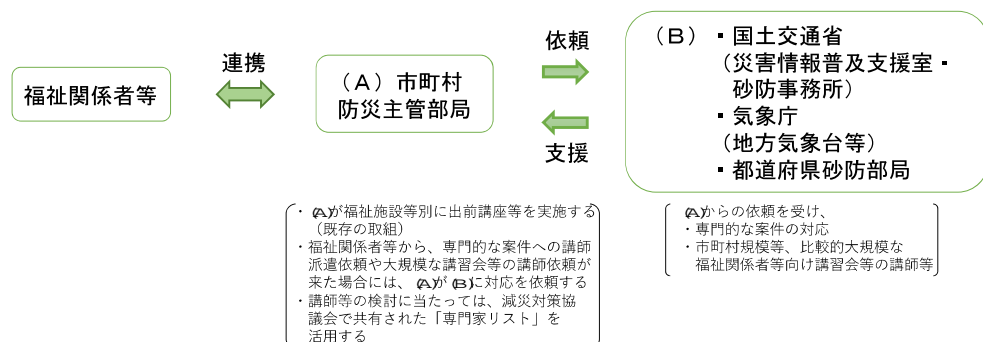 福祉関係者等
連携
(A)市町村
防災主管部局
依頼
支援
(B)・国土交通省
(災害情報普及支援室・
砂防事務所)
・気象庁
(地方気象台等)
・都道府県砂防部局
・(A)が福祉施設等別に出前講座等を実施する
(既存の取組)
・福祉関係者等から、専門的な案件への講師
派遣依頼や大規模な講習会等の講師依頼が
来た場合には、(A)が(B)に対応を依頼する
・講師等の検討に当たっては、減災対策協
議会で共有された「専門家リスト」を
活用する
(A)からの依頼を受け、
・専門的な案件の対応
・市町村規模等、比較的大規模な
福祉関係者等向け講習会等の講師等